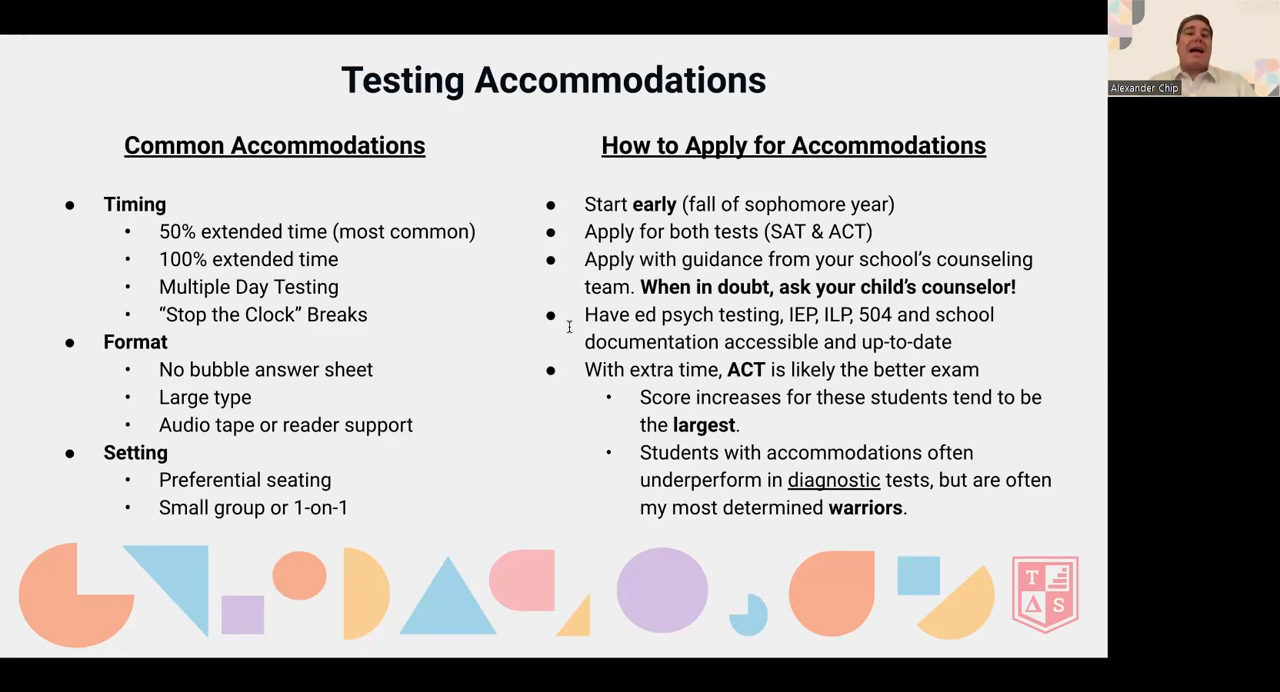 Testing Accommodations
Common Accommodations
● Timing
• 50% extended time (most common)
• 100% extended time
• Multiple Day Testing
• “Stop the Clock” Breaks
● Format
• No bubble answer sheet
• Large type
• Audio tape or reader support
● Setting
• Preferential seating
• Small group or 1-on-1
How to Apply for Accommodations
● Start early (fall of sophomore year)
● Apply for both tests (SAT & ACT)
● Apply with guidance from your school’s counseling
team. When in doubt, ask your child’s counselor!
● Have ed psych testing, IEP, ILP, 504 and school
documentation accessible and up-to-date
● With extra time, ACT is likely the better exam
• Score increases for these students tend to be
the largest.
• Students with accommodations often
underperform in diagnostic tests, but are often
my most determined warriors.
T
S
Alexander Chip